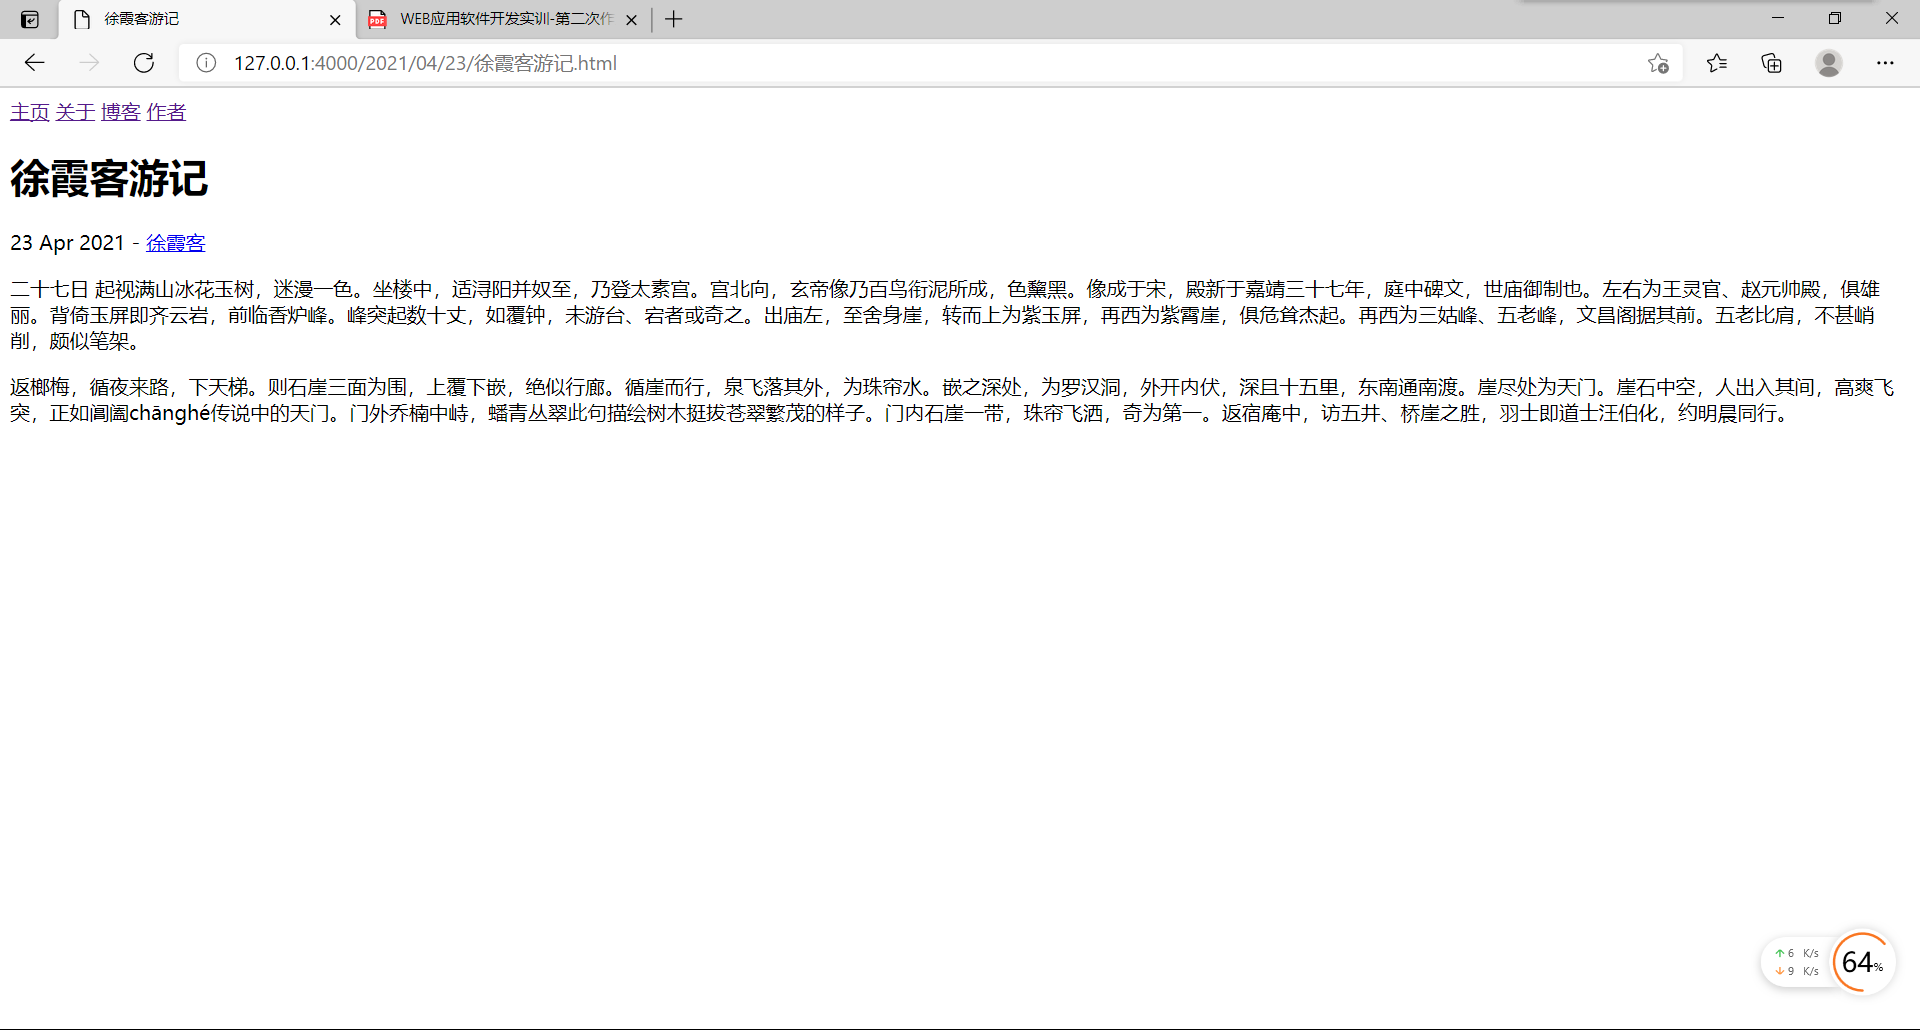 徐霞客游记
WEB应用软件开发实训-第二次作
127.0.0.1:4000/2021/04/23/徐霞客游记.html
主页 关于 博客 作者
徐霞客游记
23 Apr 2021 - 徐霞客
二十七日 起视满山冰花玉树，迷漫一色。坐楼中，适浔阳并奴至，乃登太素宫。宫北向，玄帝像乃百鸟衔泥所成，色黧黑。像成于宋，殿新于嘉靖三十七年，庭中碑文，世庙御制也。左右为王灵官、赵元帅殿，俱雄
丽。背倚玉屏即齐云岩，前临香炉峰。峰突起数十丈，如覆钟，未游台、宕者或奇之。出庙左，至舍身崖，转而上为紫玉屏，再西为紫霄崖，俱危耸杰起。再西为三姑峰、五老峰，文昌阁据其前。五老比肩，不甚峭
削，颇似笔架。
返榔梅，循夜来路，下天梯。则石崖三面为围，上覆下嵌，绝似行廊。循崖而行，泉飞落其外，为珠帘水。嵌之深处，为罗汉洞，外开内伏，深且十五里，东南通南渡。崖尽处为天门。崖石中空，人出入其间，高爽飞
突，正如阊阖chānghé传说中的天门。门外乔楠中峙，蟠青丛翠此句描绘树木挺拔苍翠繁茂的样子。门内石崖一带，珠帘飞洒，奇为第一。返宿庵中，访五井、桥崖之胜，羽士即道士汪伯化，约明晨同行。
6 K/s
9 K/s
64%